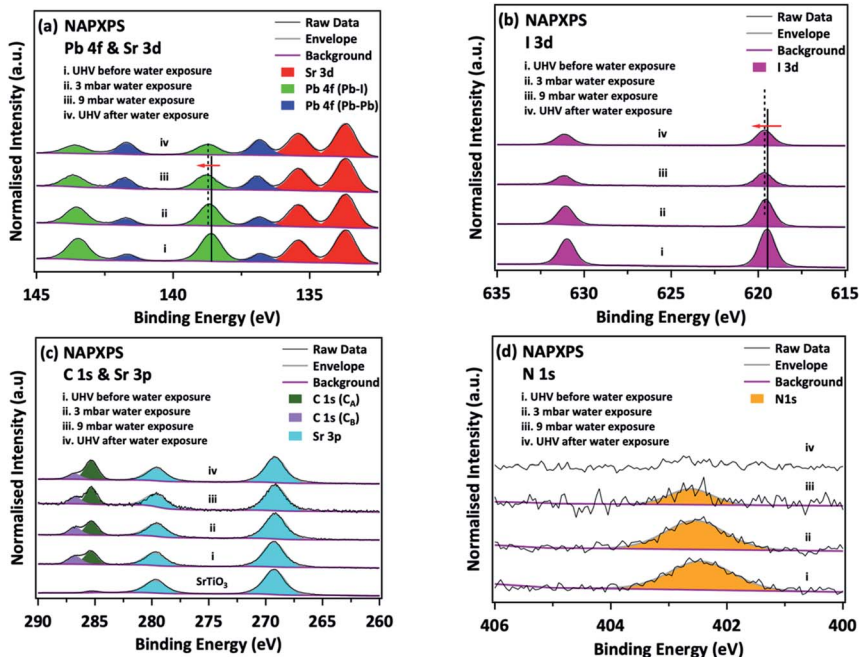 (a) NAPXPS
Pb 4f & Sr 3d
i. UHV before water exposure
ii. 3 mbar water exposure
iii. 9 mbar water exposure
iv. UHV after water exposure
Raw Data
Envelope
Background
Sr 3d
Pb 4f (Pb-I)
Pb 4f (Pb-Pb)
iv
iii
ii
i
Normalised Intensity (a.u.)
145 140 135
Binding Energy (eV)
(b) NAPXPS
I 3d
i. UHV before water exposure
ii. 3 mbar water exposure
iii. 9 mbar water exposure
iv. UHV after water exposure
Raw Data
Envelope
Background
I 3d
iv
iii
ii
i
Normalised Intensity (a.u.)
635 630 625 620 615
Binding Energy (eV)
(c) NAPXPS
C 1s & Sr 3p
i. UHV before water exposure
ii. 3 mbar water exposure
iii. 9 mbar water exposure
iv. UHV after water exposure
Raw Data
Envelope
Background
C 1s (CA)
C 1s (CB)
Sr 3p
iv
iii
ii
i
SrTiO3
Normalised Intensity (a.u.)
290 285 280 275 270 265 260
Binding Energy (eV)
(d) NAPXPS
N 1s
i. UHV before water exposure
ii. 3 mbar water exposure
iii. 9 mbar water exposure
iv. UHV after water exposure
Raw Data
Envelope
Background
N1s
iv
iii
ii
i
Normalised Intensity (a.u.)
406 404 402 400
Binding Energy (eV)